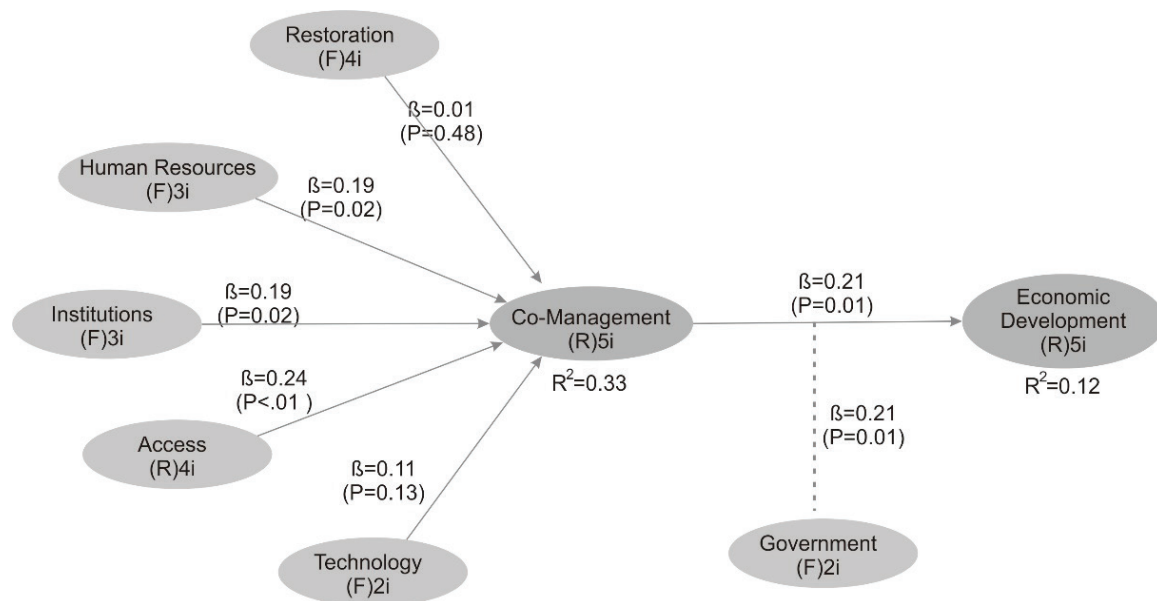 Restoration
(F)4i
ß=0.01
(P=0.48)
Human Resources
(F)3i
ß=0.19
(P=0.02)
Institutions
(F)3i
ß=0.19
(P=0.02)
Co-Management
(R)5i
R²=0.33
ß=0.21
(P=0.01)
Economic
Development
(R)5i
R²=0.12
Access
(R)4i
ß=0.24
(P<.01 )
ß=0.21
(P=0.01)
Technology
(F)2i
ß=0.11
(P=0.13)
Government
(F)2i